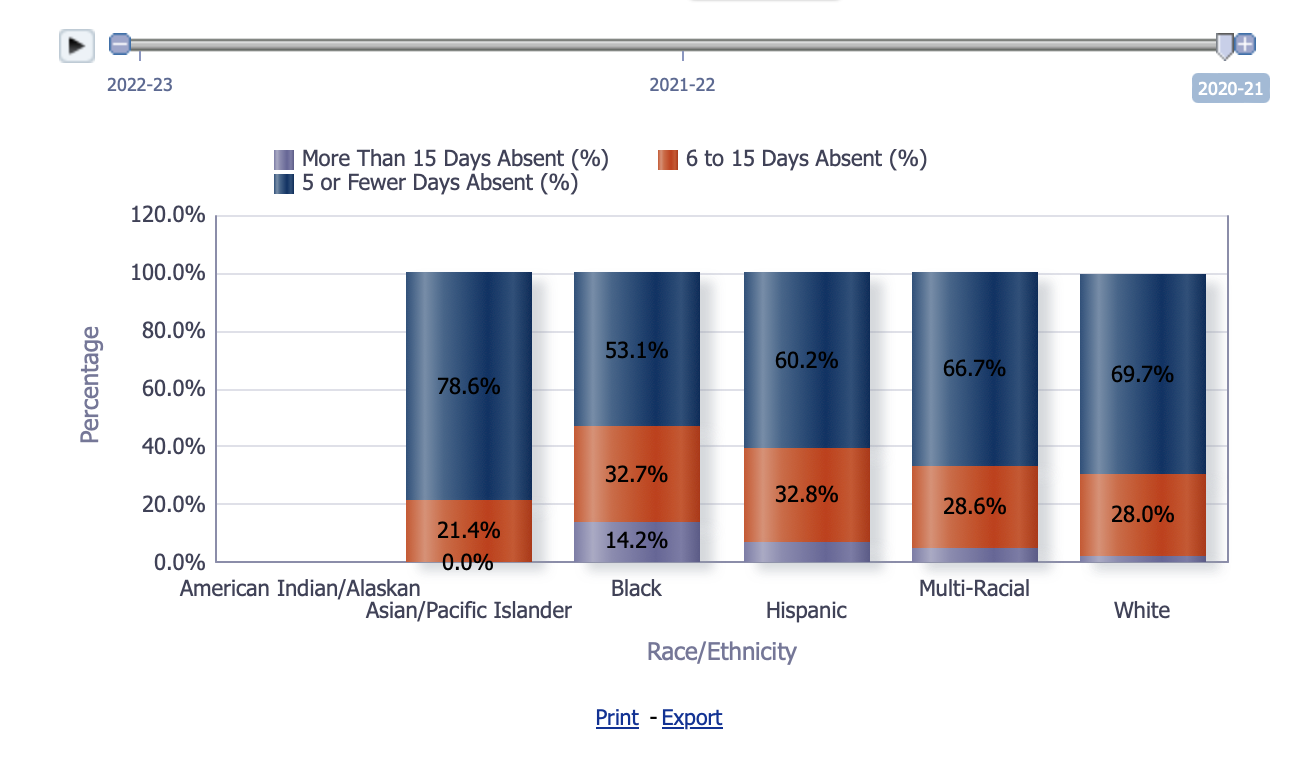 2022-23 2021-22 2020-21
More Than 15 Days Absent (%) 6 to 15 Days Absent (%)
5 or Fewer Days Absent (%)
120.0%
100.0%
80.0%
60.0%
40.0%
20.0%
0.0%
Percentage
78.6%
21.4%
0.0%
53.1%
32.7%
14.2%
60.2%
32.8%
66.7%
28.6%
69.7%
28.0%
American Indian/Alaskan
Asian/Pacific Islander
Black
Hispanic
Multi-Racial
White
Race/Ethnicity
Print - Export